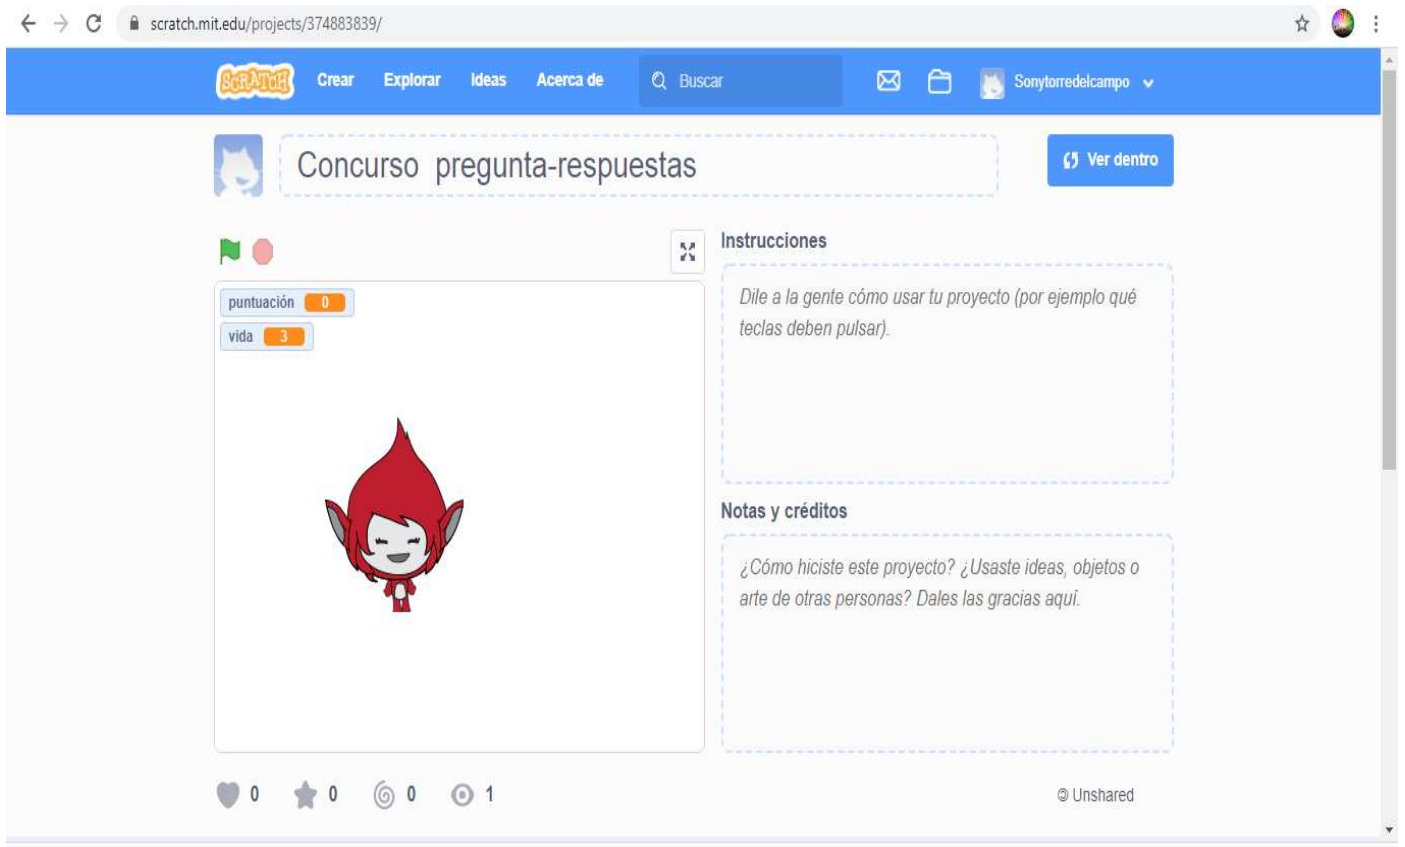 scratch.mit.edu/projects/374883839/
SCRATCH Crear Explorar Ideas Acerca de Buscar Sonytorredelcampo
Concurso pregunta-respuestas
Ver dentro
Instrucciones
puntuación 0
vida 3
Dile a la gente cómo usar tu proyecto (por ejemplo qué
teclas deben pulsar).
Notas y créditos
¿Cómo hiciste este proyecto? ¿Usaste ideas, objetos o
arte de otras personas? Dales las gracias aquí.
0 0 0 1
Unshared